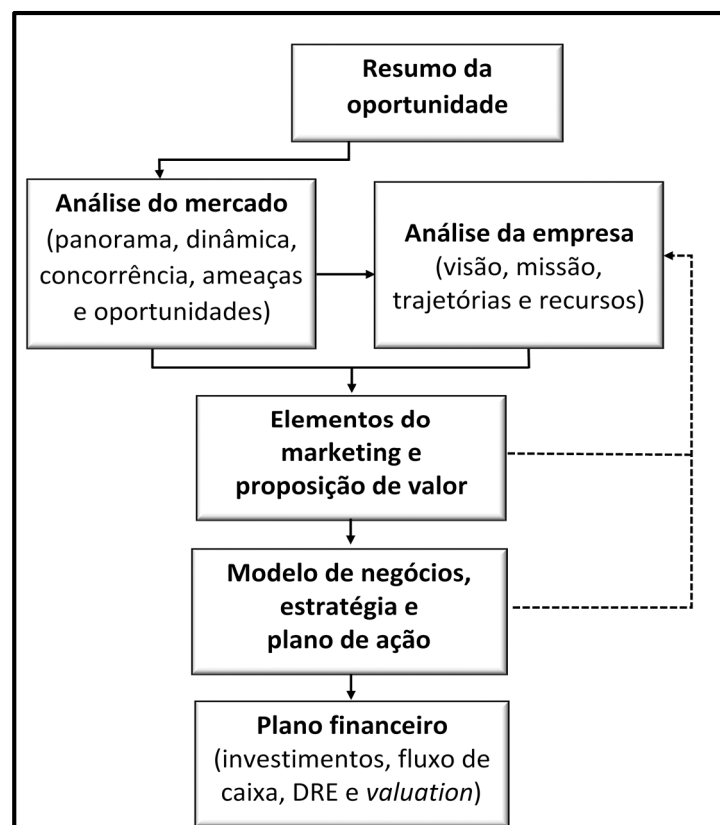 Resumo da
oportunidade
Análise do mercado
(panorama, dinâmica,
concorrência, ameaças
e oportunidades)
Análise da empresa
(visão, missão,
trajetórias e recursos)
Elementos do
marketing e
proposição de valor
Modelo de negócios,
estratégia e
plano de ação
Plano financeiro
(investimentos, fluxo de
caixa, DRE e valuation)